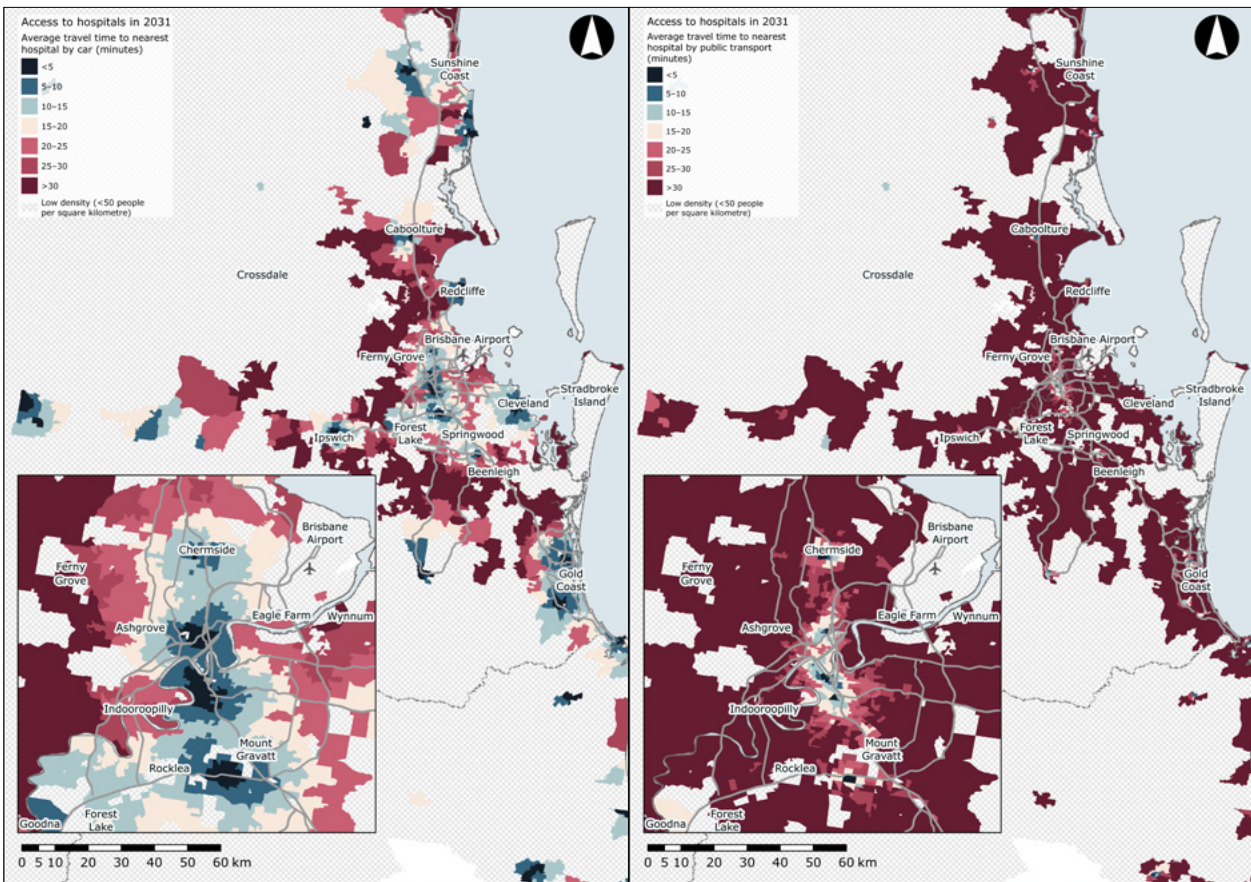 Access to hospitals in 2031
Average travel time to nearest
hospital by car (minutes)
<5
5–10
10–15
15–20
20–25
25–30
>30
Low density (<50 people
per square kilometre)
Sunshine
Coast
Caboolture
Crossdale
Redcliffe
Brisbane Airport
Ferny Grove
Stradbroke
Island
Cleveland
Forest
Lake
Ipswich
Springwood
Beenleigh
Gold
Coast
Chermside
Brisbane
Airport
Ferny
Grove
Eagle Farm
Wynnum
Ashgrove
Indooroopilly
Mount
Gravatt
Rocklea
Forest
Lake
Goodna
0 5 10 20 30 40 50 60 km
Access to hospitals in 2031
Average travel time to nearest
hospital by public transport
(minutes)
<5
5–10
10–15
15–20
20–25
25–30
>30
Low density (<50 people
per square kilometre)
Sunshine
Coast
Caboolture
Crossdale
Redcliffe
Brisbane Airport
Ferny Grove
Stradbroke
Island
Cleveland
Forest
Lake
Ipswich
Springwood
Beenleigh
Gold
Coast
Chermside
Brisbane
Airport
Ferny
Grove
Eagle Farm
Wynnum
Ashgrove
Indooroopilly
Mount
Gravatt
Rocklea
Forest
Lake
Goodna
0 5 10 20 30 40 50 60 km